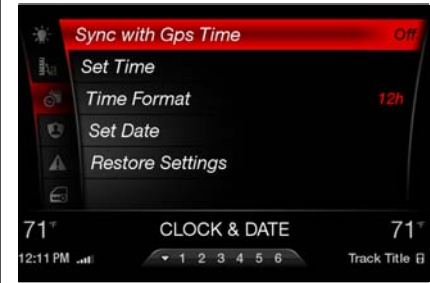 Sync with Gps Time Off
Set Time
Time Format 12h
Set Date
Restore Settings
71°F CLOCK & DATE 71°F
12:11 PM 1 2 3 4 5 6 Track Title